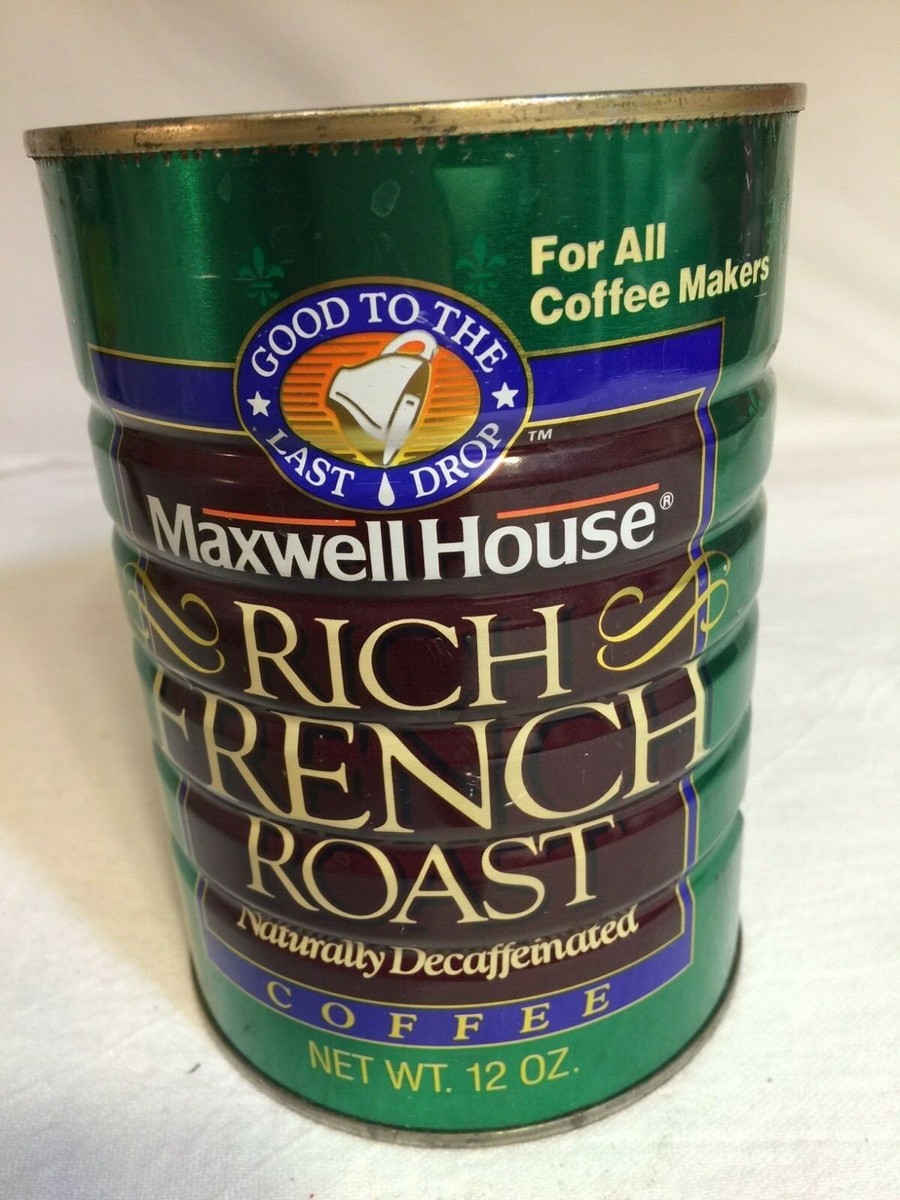 For All
Coffee Makers
GOOD TO THE
LAST DROP
TM
MAXWELL HOUSE®
RICH
FRENCH
ROAST
Naturally Decaffeinated
COFFEE
NET WT. 12 OZ.